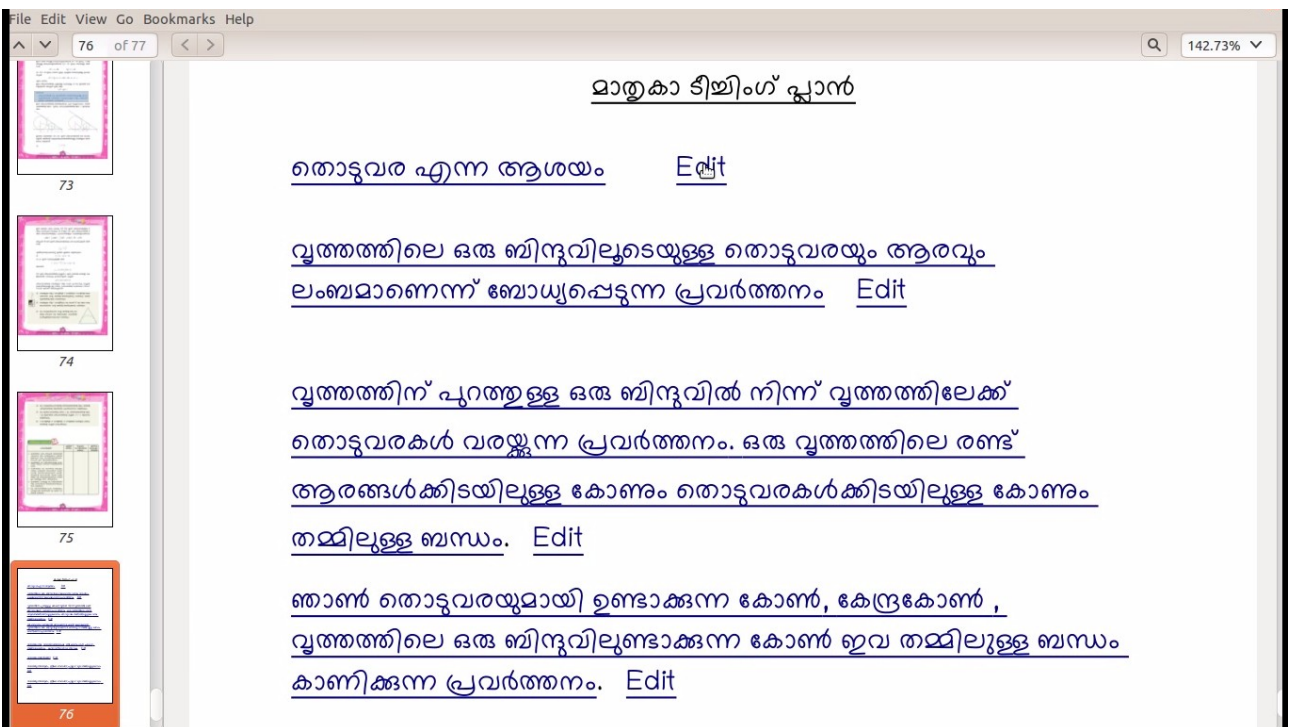 File Edit View Go Bookmarks Help
76 of 77 142.73%
മാതൃകാ ടീച്ചിംഗ് പ്ലാൻ
തൊടുവര എന്ന ആശയം Edit
73
വൃത്തത്തിലെ ഒരു ബിന്ദുവിലൂടെയുള്ള തൊടുവരയും ആരവും
ലംബമാണെന്ന് ബോധ്യപ്പെടുന്ന പ്രവർത്തനം Edit
74
വൃത്തത്തിന് പുറത്തുള്ള ഒരു ബിന്ദുവിൽ നിന്ന് വൃത്തത്തിലേക്ക്
തൊടുവരകൾ വരയ്ക്കുന്ന പ്രവർത്തനം. ഒരു വൃത്തത്തിലെ രണ്ട്
ആരങ്ങൾക്കിടയിലുള്ള കോണും തൊടുവരകൾക്കിടയിലുള്ള കോണും
തമ്മിലുള്ള ബന്ധം. Edit
75
ഞാൺ തൊടുവരയുമായി ഉണ്ടാക്കുന്ന കോൺ, കേന്ദ്രകോൺ ,
വൃത്തത്തിലെ ഒരു ബിന്ദുവിലുണ്ടാക്കുന്ന കോൺ ഇവ തമ്മിലുള്ള ബന്ധം
കാണിക്കുന്ന പ്രവർത്തനം. Edit
76